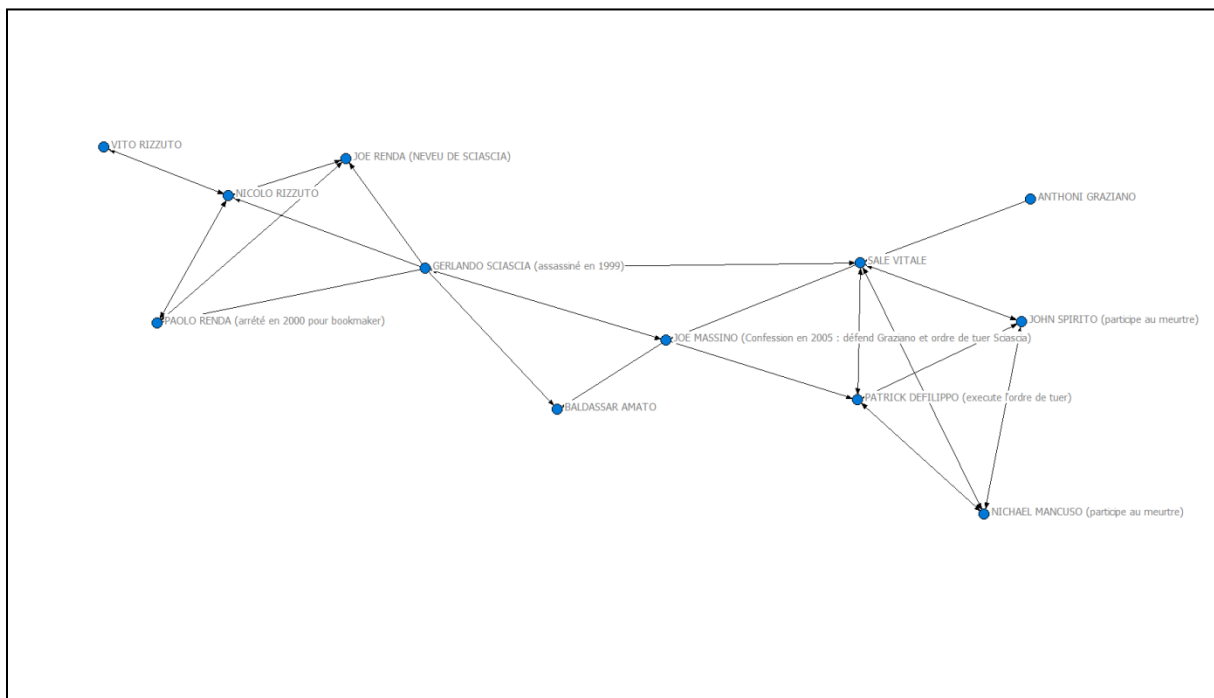 VITO RIZZUTO
JOE RENDA (NEVEU DE SCIASCIA)
NICOLO RIZZUTO
ANTHONI GRAZIANO
GERLANDO SCIASCIA (assassiné en 1999)
SALE VITALE
PAOLO RENDA (arrété en 2000 pour bookmaker)
JOHN SPIRITO (participe au meurtre)
JOE MASSINO (Confession en 2005 : défend Graziano et ordre de tuer Sciascia)
PATRICK DEFILIPPO (execute l'ordre de tuer)
BALDASSAR AMATO
NICHAEL MANCUSO (participe au meurtre)